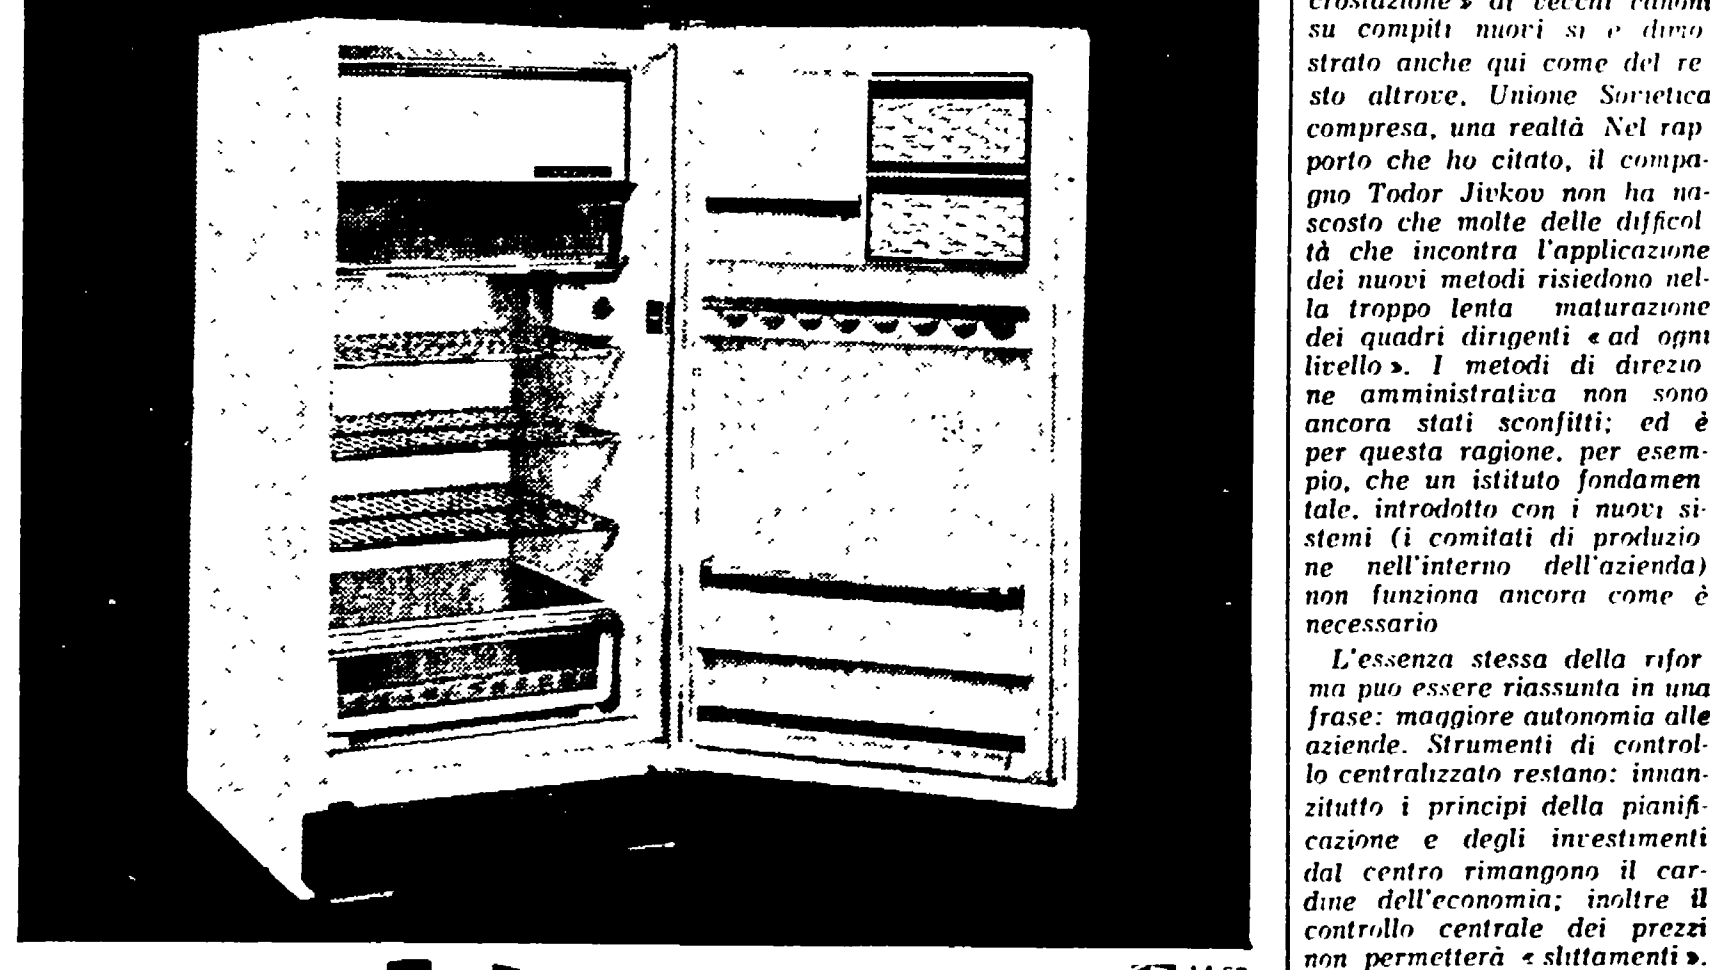 su compiti nuovi si è dimo
strato anche qui come del re
sto altrove, Unione Sovietica
compresa, una realtà Nel rap
porto che ho citato, il compa-
gno Todor Jivkov non ha na-
scosto che molte delle difficol
tà che incontra l'applicazione
dei nuovi metodi risiedono nel-
la troppo lenta maturazione
dei quadri dirigenti « ad ogni
livello ». I metodi di direzio
ne amministrativa non sono
ancora stati sconfitti; ed è
per questa ragione, per esem-
pio, che un istituto fondamen
tale, introdotto con i nuovi si-
stemi (i comitati di produzio
ne nell'interno dell'azienda)
non funziona ancora come è
necessario
L'essenza stessa della rifor
ma può essere riassunta in una
frase: maggiore autonomia alle
aziende. Strumenti di control-
lo centralizzato restano: innan-
zitutto i principi della pianifi-
cazione e degli investimenti
dal centro rimangono il car-
dine dell'economia; inoltre il
controllo centrale dei prezzi
non permetterà « slittamenti ».